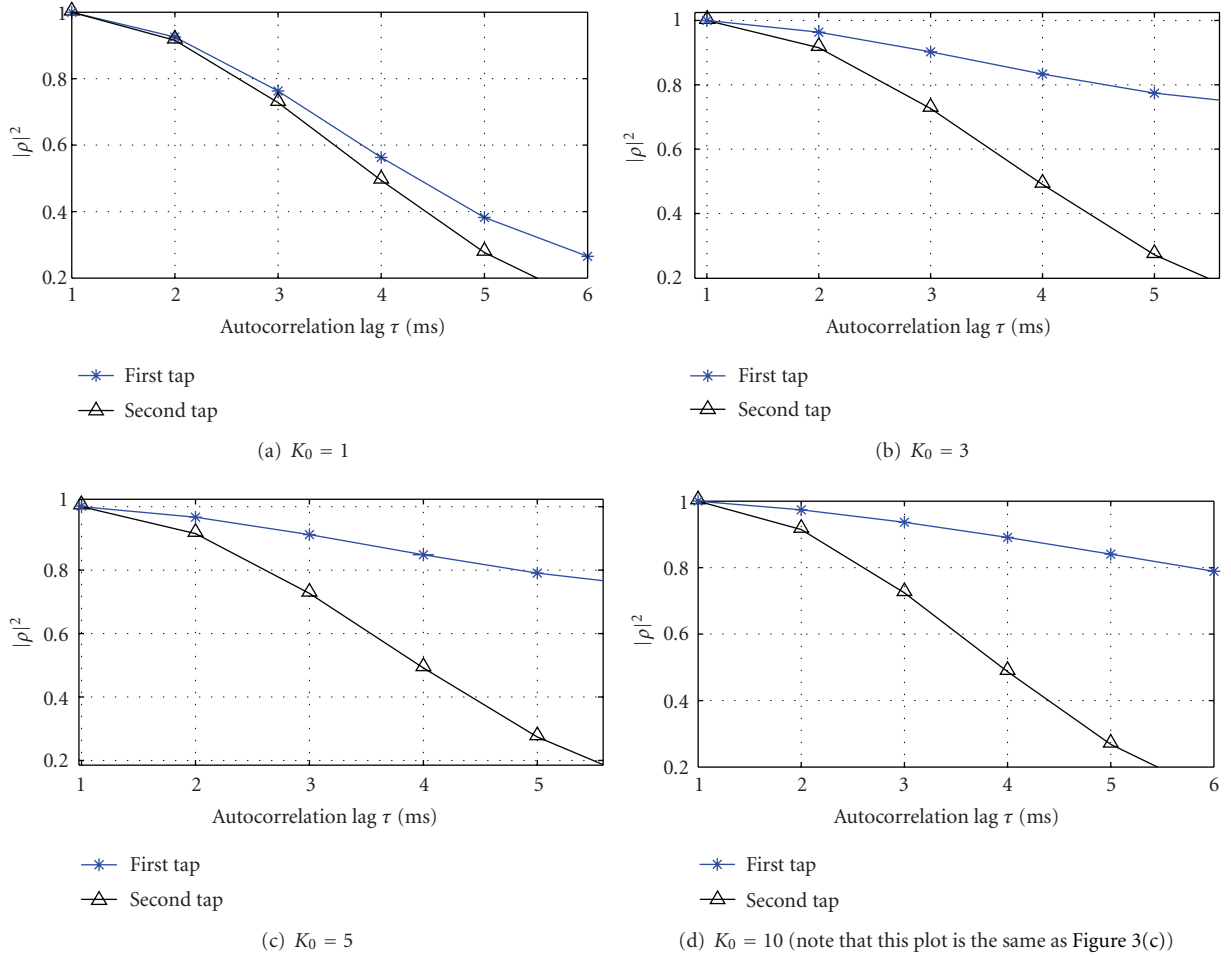 1
0.8
0.6
0.4
0.2
|ρ|²
1 2 3 4 5 6
Autocorrelation lag τ (ms)
First tap
Second tap
(a) K₀ = 1
1
0.8
0.6
0.4
0.2
|ρ|²
1 2 3 4 5
Autocorrelation lag τ (ms)
First tap
Second tap
(b) K₀ = 3
1
0.8
0.6
0.4
0.2
|ρ|²
1 2 3 4 5
Autocorrelation lag τ (ms)
First tap
Second tap
(c) K₀ = 5
1
0.8
0.6
0.4
0.2
|ρ|²
1 2 3 4 5 6
Autocorrelation lag τ (ms)
First tap
Second tap
(d) K₀ = 10 (note that this plot is the same as Figure 3(c))